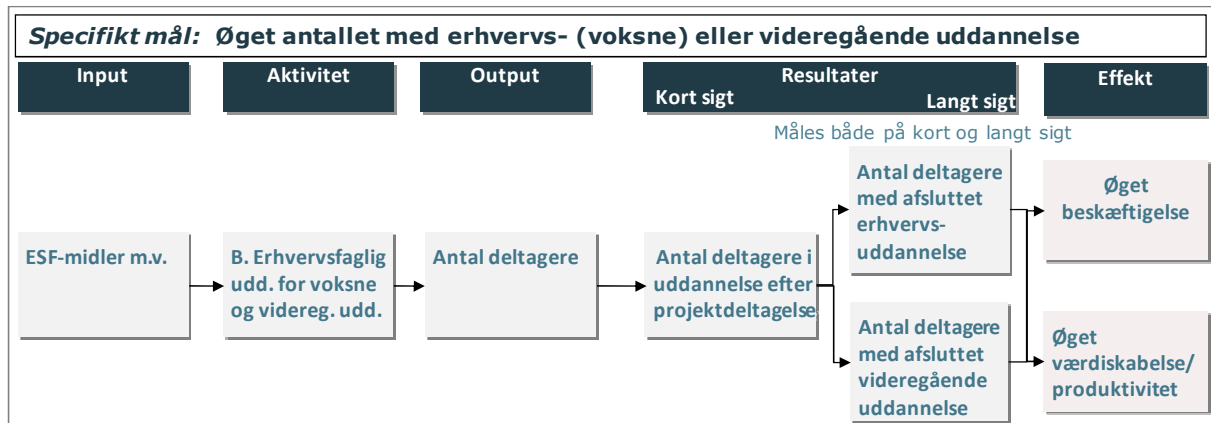 Specifikt mål: Øget antallet med erhvervs- (voksne) eller videregående uddannelse
Input
Aktivitet
Output
Resultater
Kort sigt
Langt sigt
Effekt
Måles både på kort og langt sigt
ESF-midler m.v.
B. Erhvervsfaglig
udd. for voksne
og videreg. udd.
Antal deltagere
Antal deltagere i
uddannelse efter
projektdeltagelse
Antal deltagere
med afsluttet
erhvervs-
uddannelse
Antal deltagere
med afsluttet
videregående
uddannelse
Øget
beskæftigelse
Øget
værdiskabelse/
produktivitet